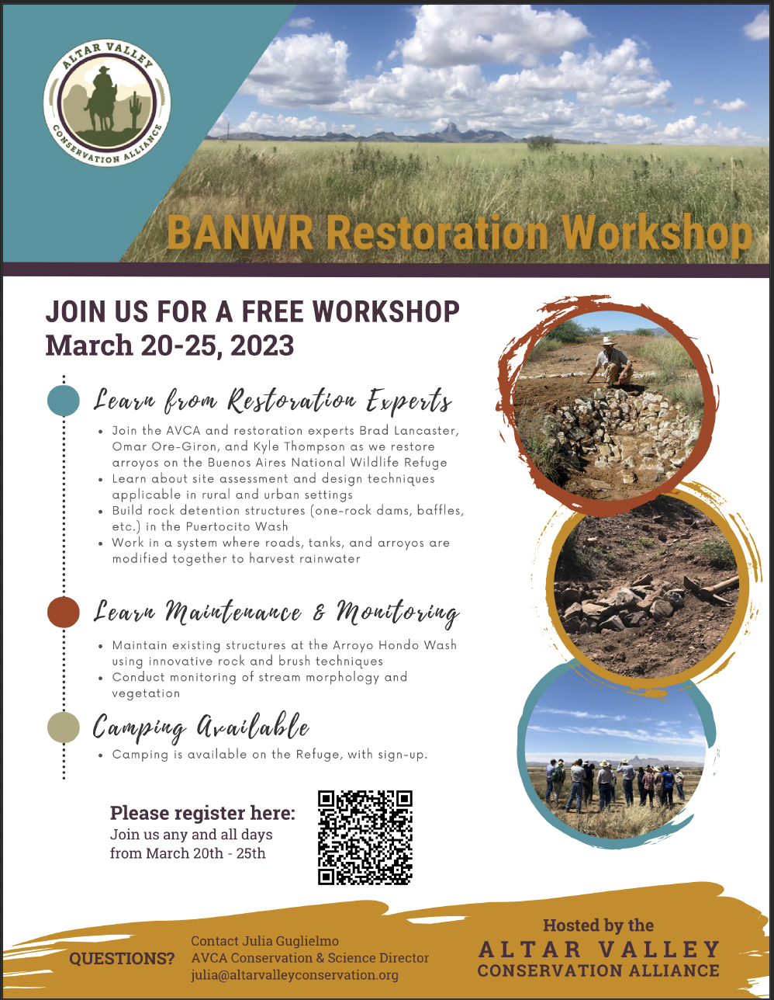 ALTAR VALLEY
CONSERVATION ALLIANCE
BANWR Restoration Workshop
JOIN US FOR A FREE WORKSHOP
March 20-25, 2023
Learn from Restoration Experts
• Join the AVCA and restoration experts Brad Lancaster,
Omar Ore-Giron, and Kyle Thompson as we restore
arroyos on the Buenos Aires National Wildlife Refuge
• Learn about site assessment and design techniques
applicable in rural and urban settings
• Build rock detention structures (one-rock dams, baffles,
etc.) in the Puertocito Wash
• Work in a system where roads, tanks, and arroyos are
modified together to harvest rainwater
Learn Maintenance & Monitoring
• Maintain existing structures at the Arroyo Hondo Wash
using innovative rock and brush techniques
• Conduct monitoring of stream morphology and
vegetation
Camping Available
• Camping is available on the Refuge, with sign-up.
Please register here:
Join us any and all days
from March 20th - 25th
QUESTIONS?
Contact Julia Guglielmo
AVCA Conservation & Science Director
julia@altarvalleyconservation.org
Hosted by the
ALTAR VALLEY
CONSERVATION ALLIANCE